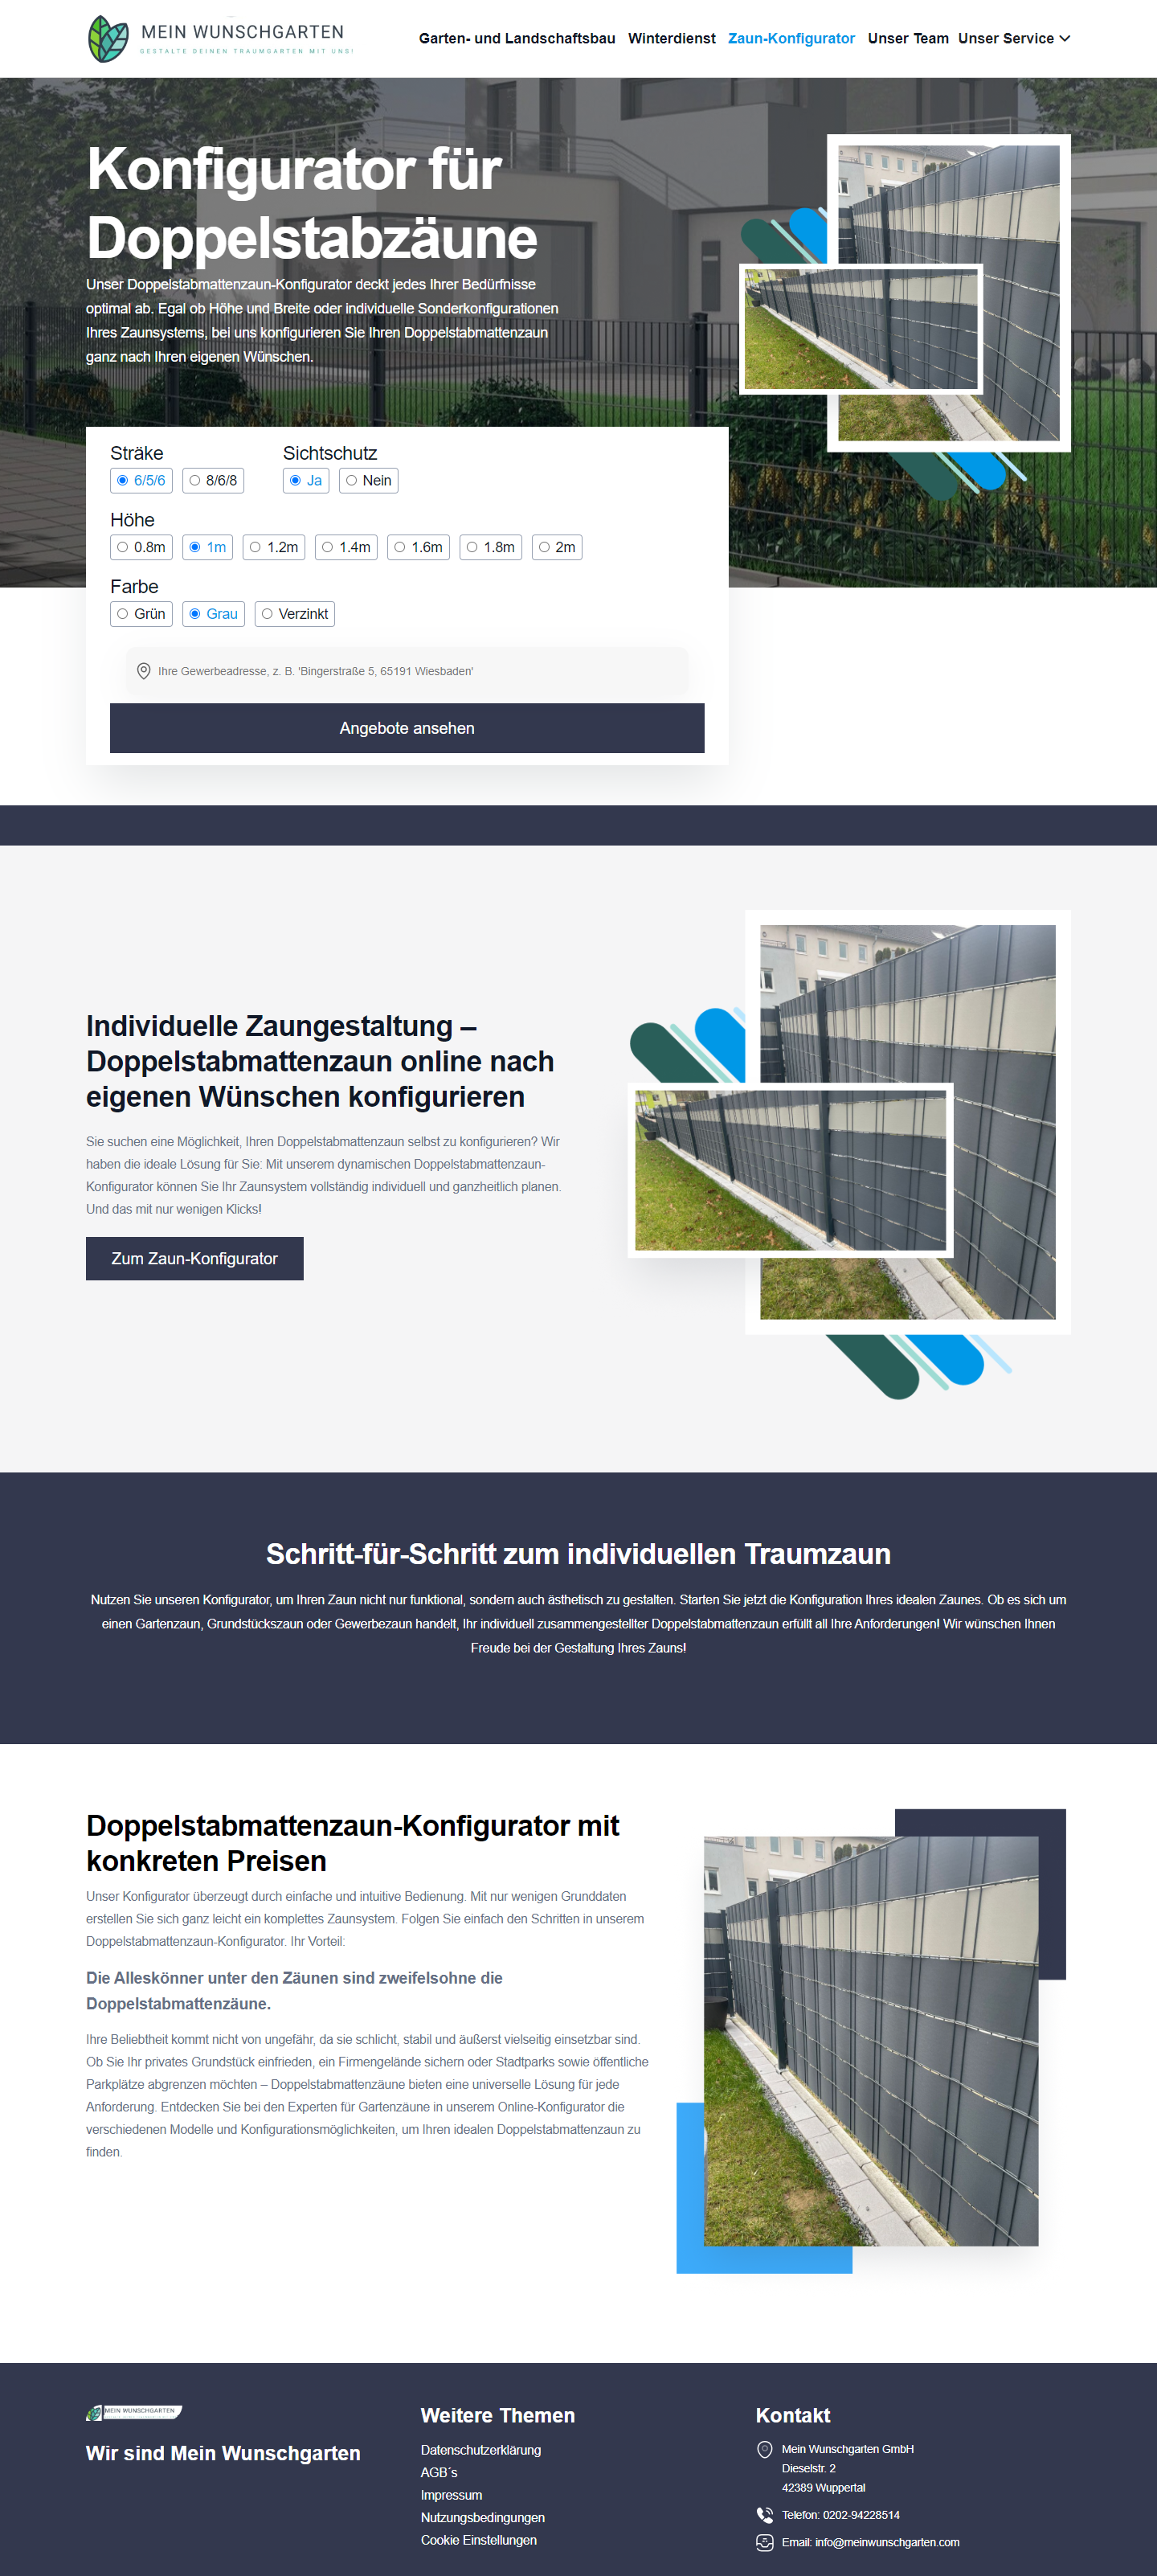 MEIN WUNSCHGARTEN
GESTALTE DEINEN TRAUMGARTEN MIT UNS!
Garten- und Landschaftsbau Winterdienst Zaun-Konfigurator Unser Team Unser Service
Konfigurator für
Doppelstabzäune
Unser Doppelstabmattenzaun-Konfigurator deckt jedes Ihrer Bedürfnisse
optimal ab. Egal ob Höhe und Breite oder individuelle Sonderkonfigurationen
Ihres Zaunsystems, bei uns konfigurieren Sie Ihren Doppelstabmattenzaun
ganz nach Ihren eigenen Wünschen.
Sträke Sichtschutz
6/5/6 8/6/8 Ja Nein
Höhe
0.8m 1m 1.2m 1.4m 1.6m 1.8m 2m
Farbe
Grün Grau Verzinkt
Ihre Gewerbeadresse, z. B. 'Bingerstraße 5, 65191 Wiesbaden'
Angebote ansehen
Individuelle Zaungestaltung –
Doppelstabmattenzaun online nach
eigenen Wünschen konfigurieren
Sie suchen eine Möglichkeit, Ihren Doppelstabmattenzaun selbst zu konfigurieren? Wir
haben die ideale Lösung für Sie: Mit unserem dynamischen Doppelstabmattenzaun-
Konfigurator können Sie Ihr Zaunsystem vollständig individuell und ganzheitlich planen.
Und das mit nur wenigen Klicks!
Zum Zaun-Konfigurator
Schritt-für-Schritt zum individuellen Traumzaun
Nutzen Sie unseren Konfigurator, um Ihren Zaun nicht nur funktional, sondern auch ästhetisch zu gestalten. Starten Sie jetzt die Konfiguration Ihres idealen Zaunes. Ob es sich um
einen Gartenzaun, Grundstückszaun oder Gewerbezaun handelt, Ihr individuell zusammengestellter Doppelstabmattenzaun erfüllt all Ihre Anforderungen! Wir wünschen Ihnen
Freude bei der Gestaltung Ihres Zauns!
Doppelstabmattenzaun-Konfigurator mit
konkreten Preisen
Unser Konfigurator überzeugt durch einfache und intuitive Bedienung. Mit nur wenigen Grunddaten
erstellen Sie sich ganz leicht ein komplettes Zaunsystem. Folgen Sie einfach den Schritten in unserem
Doppelstabmattenzaun-Konfigurator. Ihr Vorteil:
Die Alleskönner unter den Zäunen sind zweifelsohne die
Doppelstabmattenzäune.
Ihre Beliebtheit kommt nicht von ungefähr, da sie schlicht, stabil und äußerst vielseitig einsetzbar sind.
Ob Sie Ihr privates Grundstück einfrieden, ein Firmengelände sichern oder Stadtparks sowie öffentliche
Parkplätze abgrenzen möchten – Doppelstabmattenzäune bieten eine universelle Lösung für jede
Anforderung. Entdecken Sie bei den Experten für Gartenzäune in unserem Online-Konfigurator die
verschiedenen Modelle und Konfigurationsmöglichkeiten, um Ihren idealen Doppelstabmattenzaun zu
finden.
MEIN WUNSCHGARTEN
Wir sind Mein Wunschgarten
Weitere Themen
Datenschutzerklärung
AGB´s
Impressum
Nutzungsbedingungen
Cookie Einstellungen
Kontakt
Mein Wunschgarten GmbH
Dieselstr. 2
42389 Wuppertal
Telefon: 0202-94228514
Email: info@meinwunschgarten.com